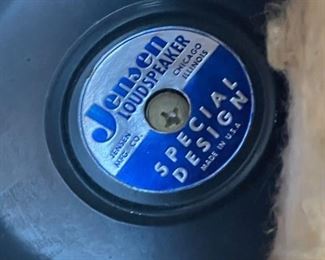 Jensen
LOUDSPEAKER
CHICAGO
ILLINOIS
JENSEN
MFG. CO.
SPECIAL
DESIGN
MADE IN U.S.A